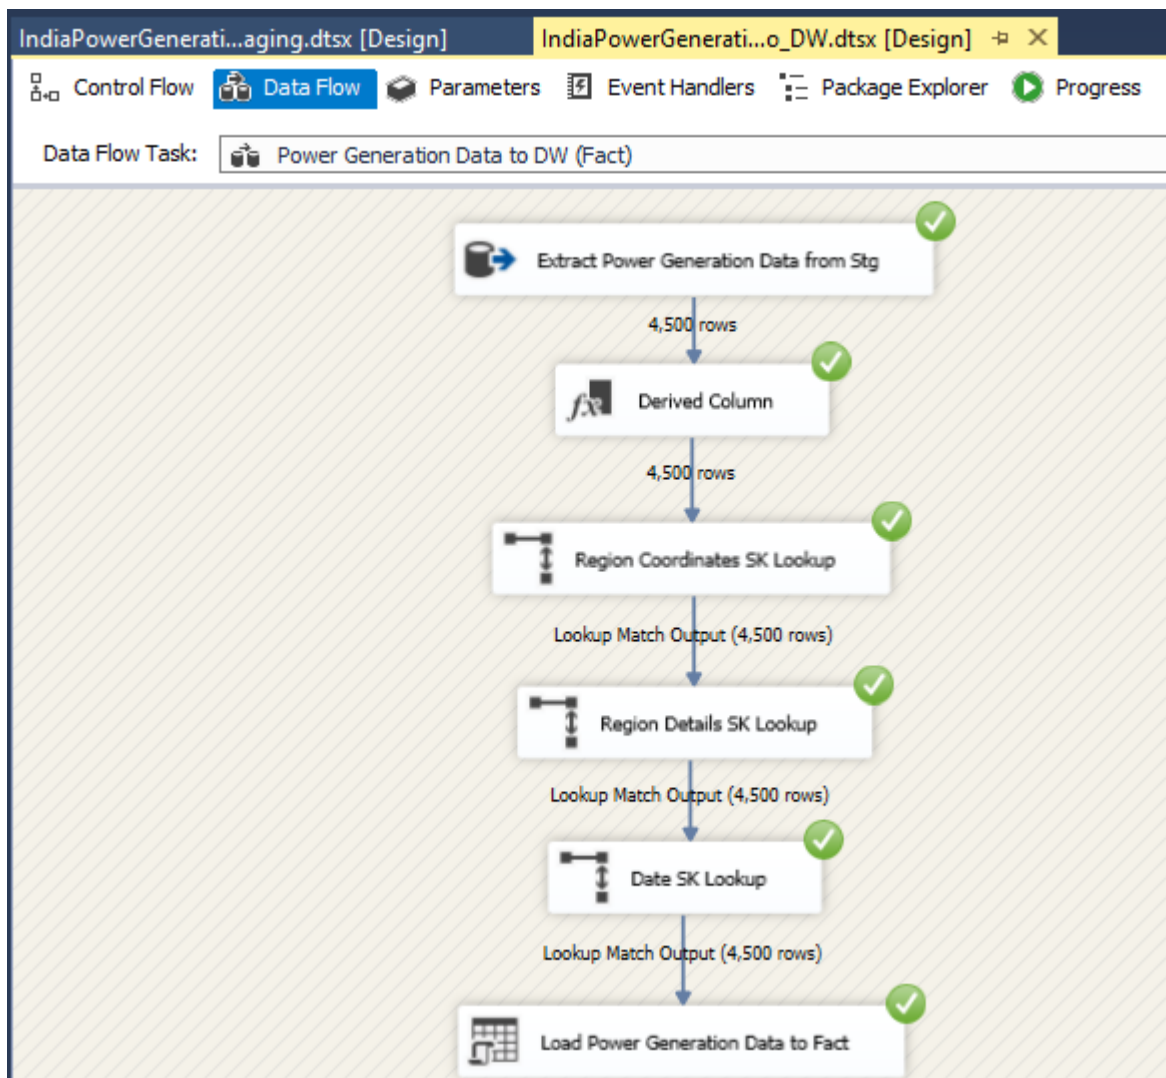 IndiaPowerGenerati...aging.dtsx [Design] IndiaPowerGenerati...o_DW.dtsx [Design]
Control Flow Data Flow Parameters Event Handlers Package Explorer Progress
Data Flow Task: Power Generation Data to DW (Fact)
Extract Power Generation Data from Stg
4,500 rows
fx Derived Column
4,500 rows
Region Coordinates SK Lookup
Lookup Match Output (4,500 rows)
Region Details SK Lookup
Lookup Match Output (4,500 rows)
Date SK Lookup
Lookup Match Output (4,500 rows)
Load Power Generation Data to Fact